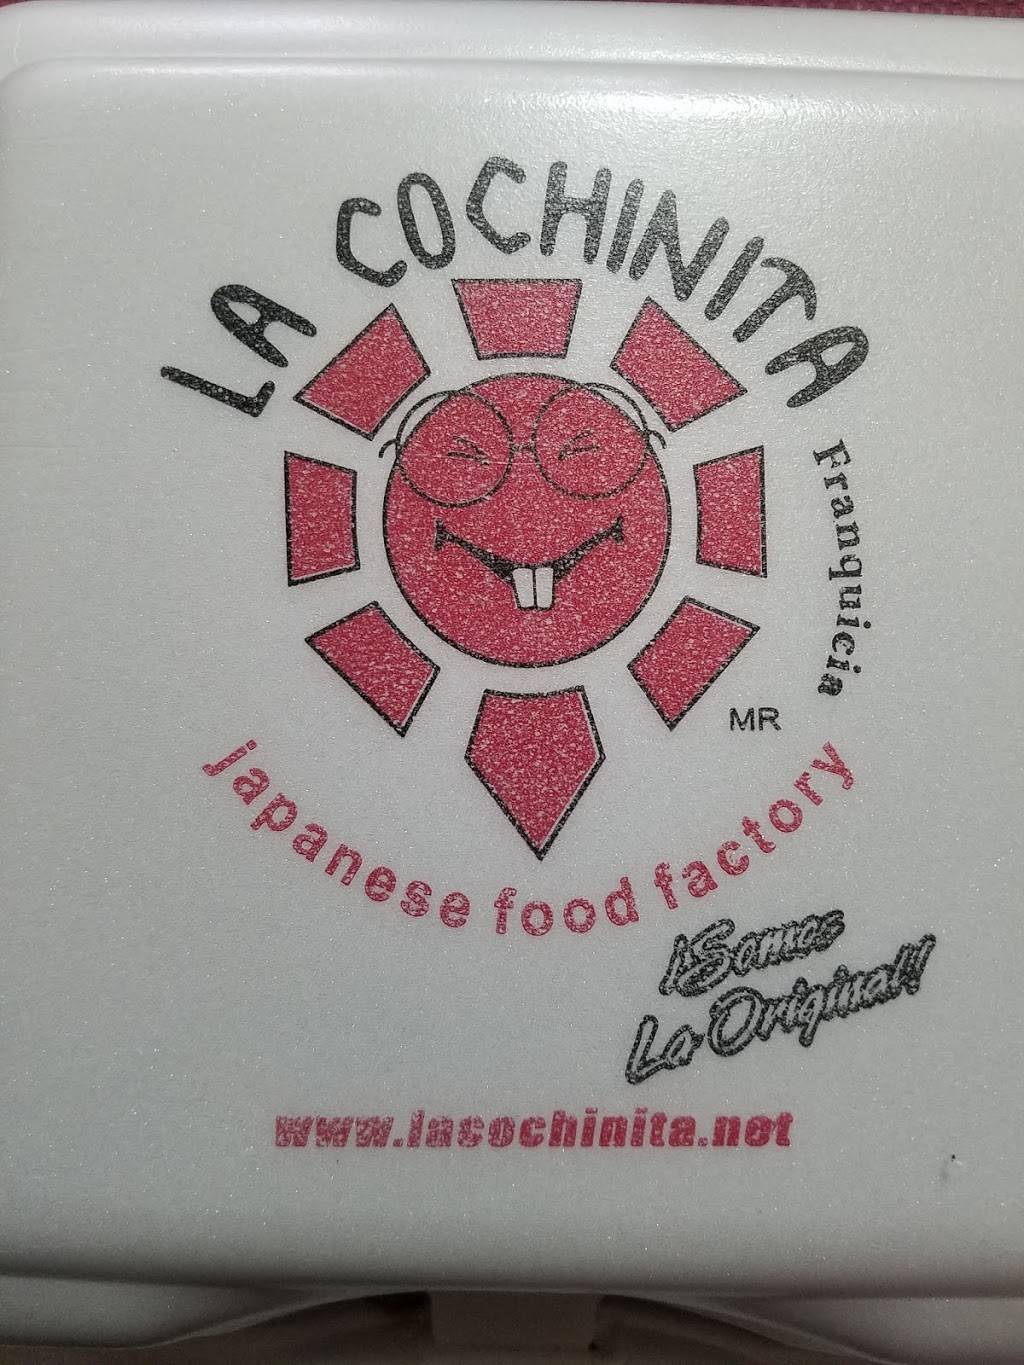 LA COCHINITA
Franquicia
MR
japanese food factory
¡Somos
La Original!
www.lacochinita.net